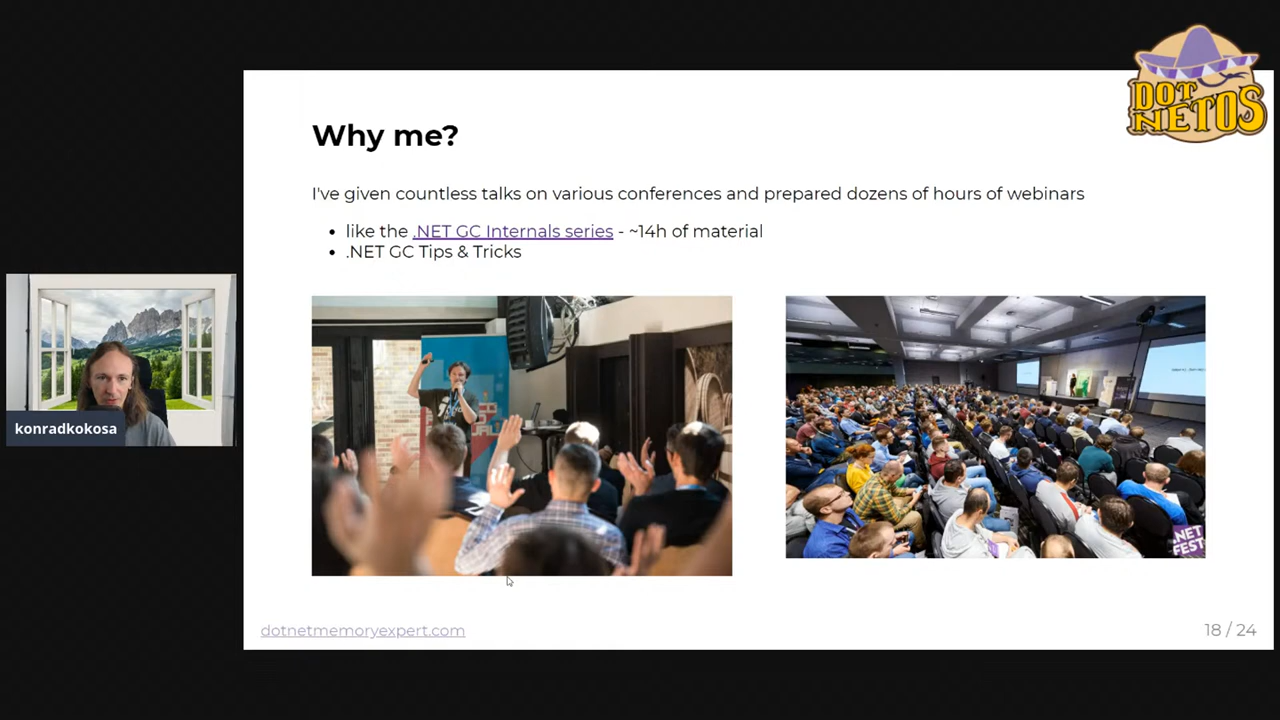 DOT
NETOS
Why me?
I've given countless talks on various conferences and prepared dozens of hours of webinars
• like the .NET GC Internals series - ~14h of material
• .NET GC Tips & Tricks
konradkokosa
.NET
FEST
dotnetmemoryexpert.com
18 / 24